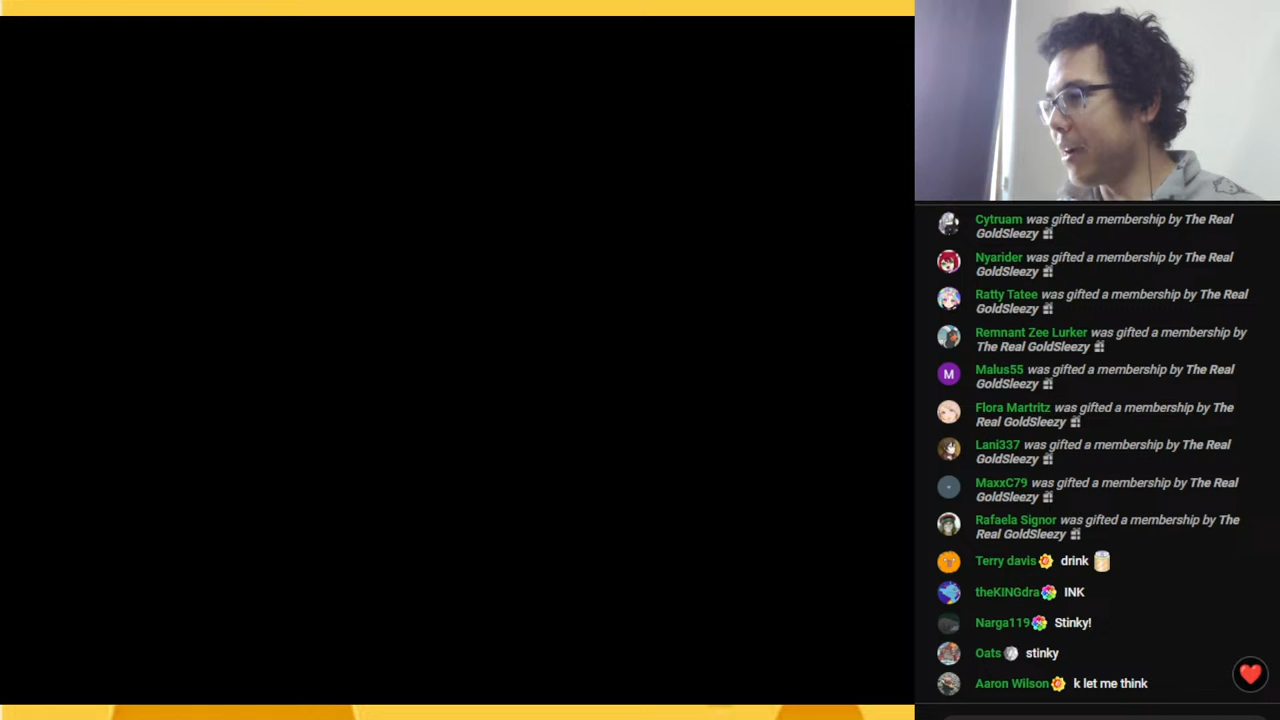 Cytruam was gifted a membership by The Real
GoldSleezy
Nyarider was gifted a membership by The Real
GoldSleezy
Ratty Tatee was gifted a membership by The Real
GoldSleezy
Remnant Zee Lurker was gifted a membership by
The Real GoldSleezy
Malus55 was gifted a membership by The Real
GoldSleezy
M
Flora Martritz was gifted a membership by The
Real GoldSleezy
Lani337 was gifted a membership by The Real
GoldSleezy
MaxxC79 was gifted a membership by The Real
GoldSleezy
Rafaela Signor was gifted a membership by The
Real GoldSleezy
Terry davis drink
theKINGdra INK
Narga119 Stinky!
Oats stinky
Aaron Wilson k let me think